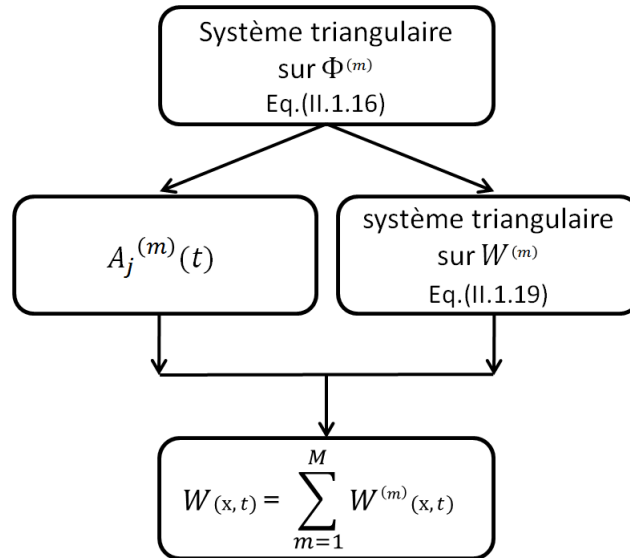 Système triangulaire
sur Φ⁽ᵐ⁾
Eq.(II.1.16)
Aⱼ⁽ᵐ⁾(t)
système triangulaire
sur W⁽ᵐ⁾
Eq.(II.1.19)
W(x, t) = ∑_{m=1}^{M} W⁽ᵐ⁾(x, t)